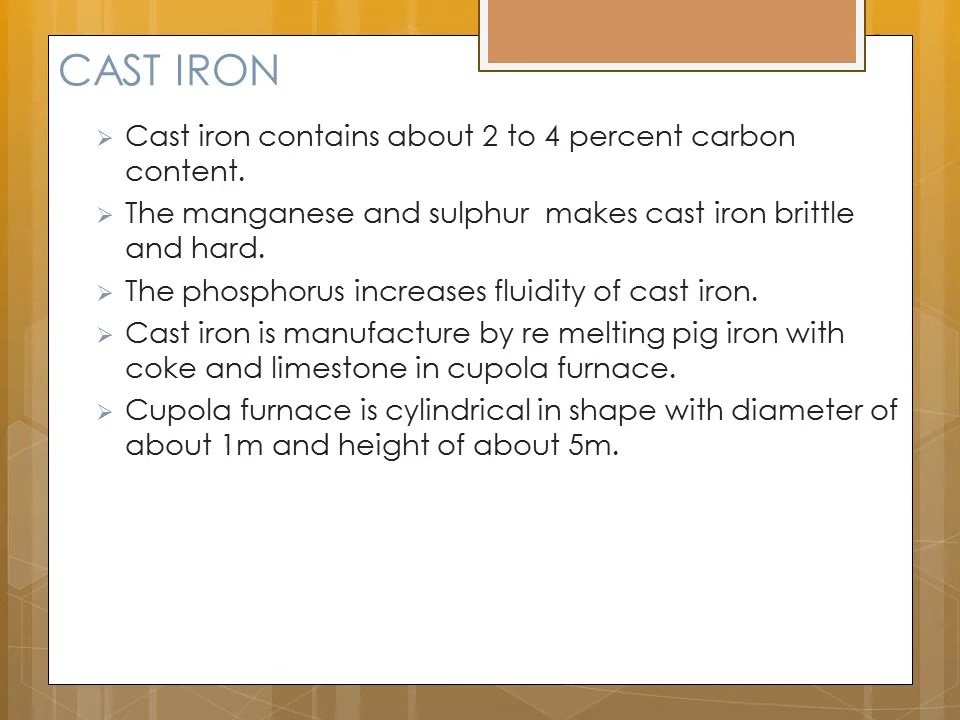 CAST IRON
Cast iron contains about 2 to 4 percent carbon
content.
The manganese and sulphur  makes cast iron brittle
and hard.
The phosphorus increases fluidity of cast iron.
Cast iron is manufacture by re melting pig iron with
coke and limestone in cupola furnace.
Cupola furnace is cylindrical in shape with diameter of
about 1m and height of about 5m.